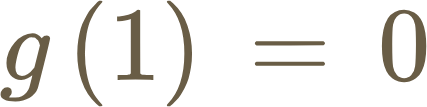 g(1) = 0